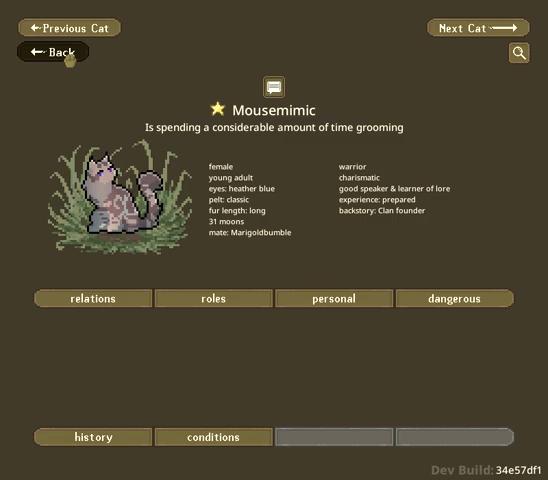 Previous Cat
Next Cat
Back
Mousemimic
Is spending a considerable amount of time grooming
female
young adult
eyes: heather blue
pelt: classic
fur length: long
31 moons
mate: Marigoldbumble
warrior
charismatic
good speaker & learner of lore
experience: prepared
backstory: Clan founder
relations
roles
personal
dangerous
history
conditions
Dev Build: 34e57df1